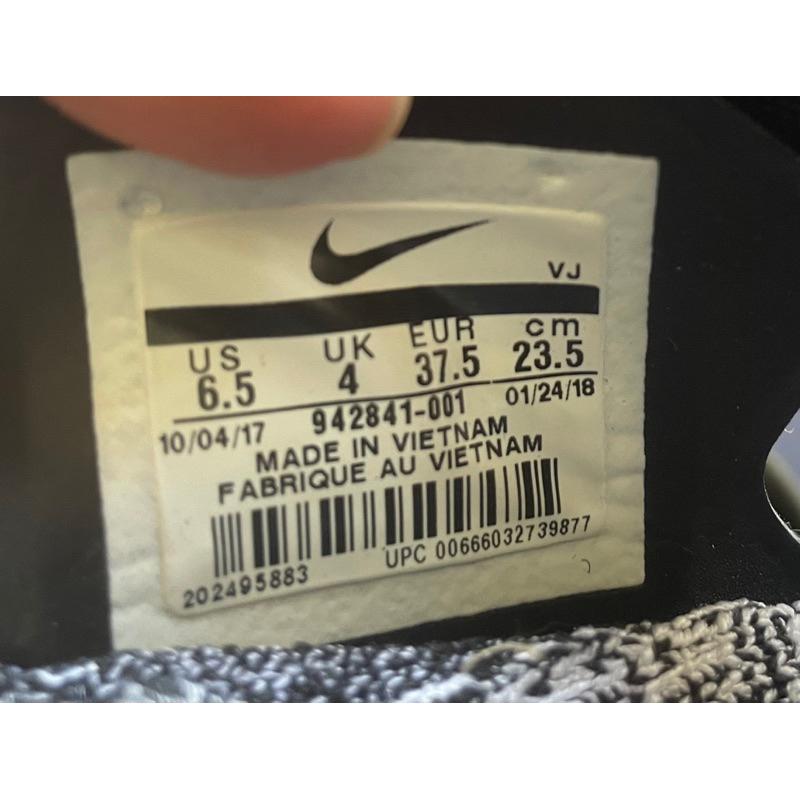 VJ
US UK EUR cm
6.5 4 37.5 23.5
10/04/17 942841-001 01/24/18
MADE IN VIETNAM
FABRIQUE AU VIETNAM
202495883 UPC 00666032739877